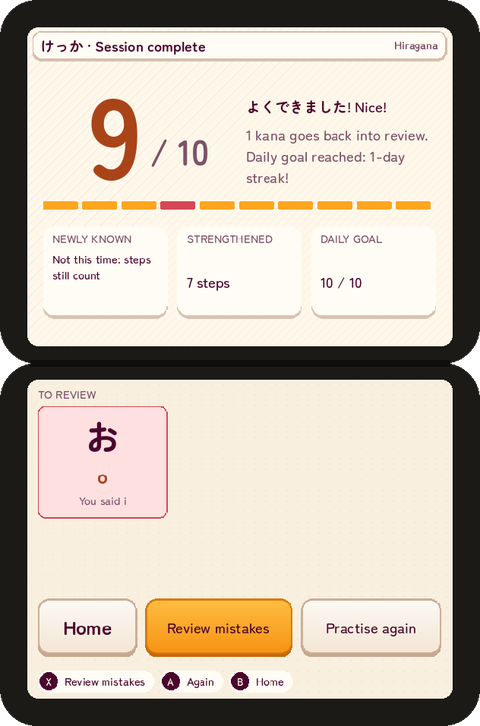 けっか · Session complete
Hiragana
9 / 10
よくできました! Nice!
1 kana goes back into review.
Daily goal reached: 1-day
streak!
NEWLY KNOWN
Not this time: steps
still count
STRENGTHENED
7 steps
DAILY GOAL
10 / 10
TO REVIEW
お
o
You said i
Home
Review mistakes
Practise again
X Review mistakes
A Again
B Home